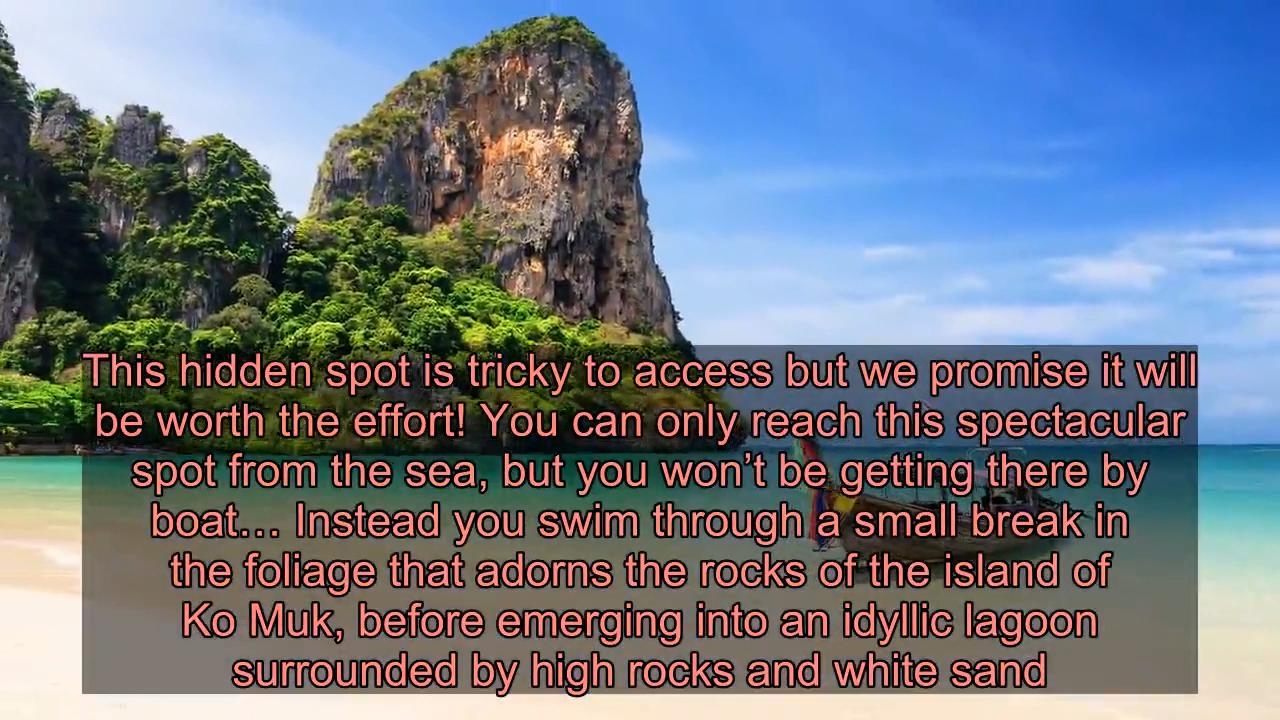 This hidden spot is tricky to access but we promise it will
be worth the effort! You can only reach this spectacular
spot from the sea, but you won’t be getting there by
boat… Instead you swim through a small break in
the foliage that adorns the rocks of the island of
Ko Muk, before emerging into an idyllic lagoon
surrounded by high rocks and white sand